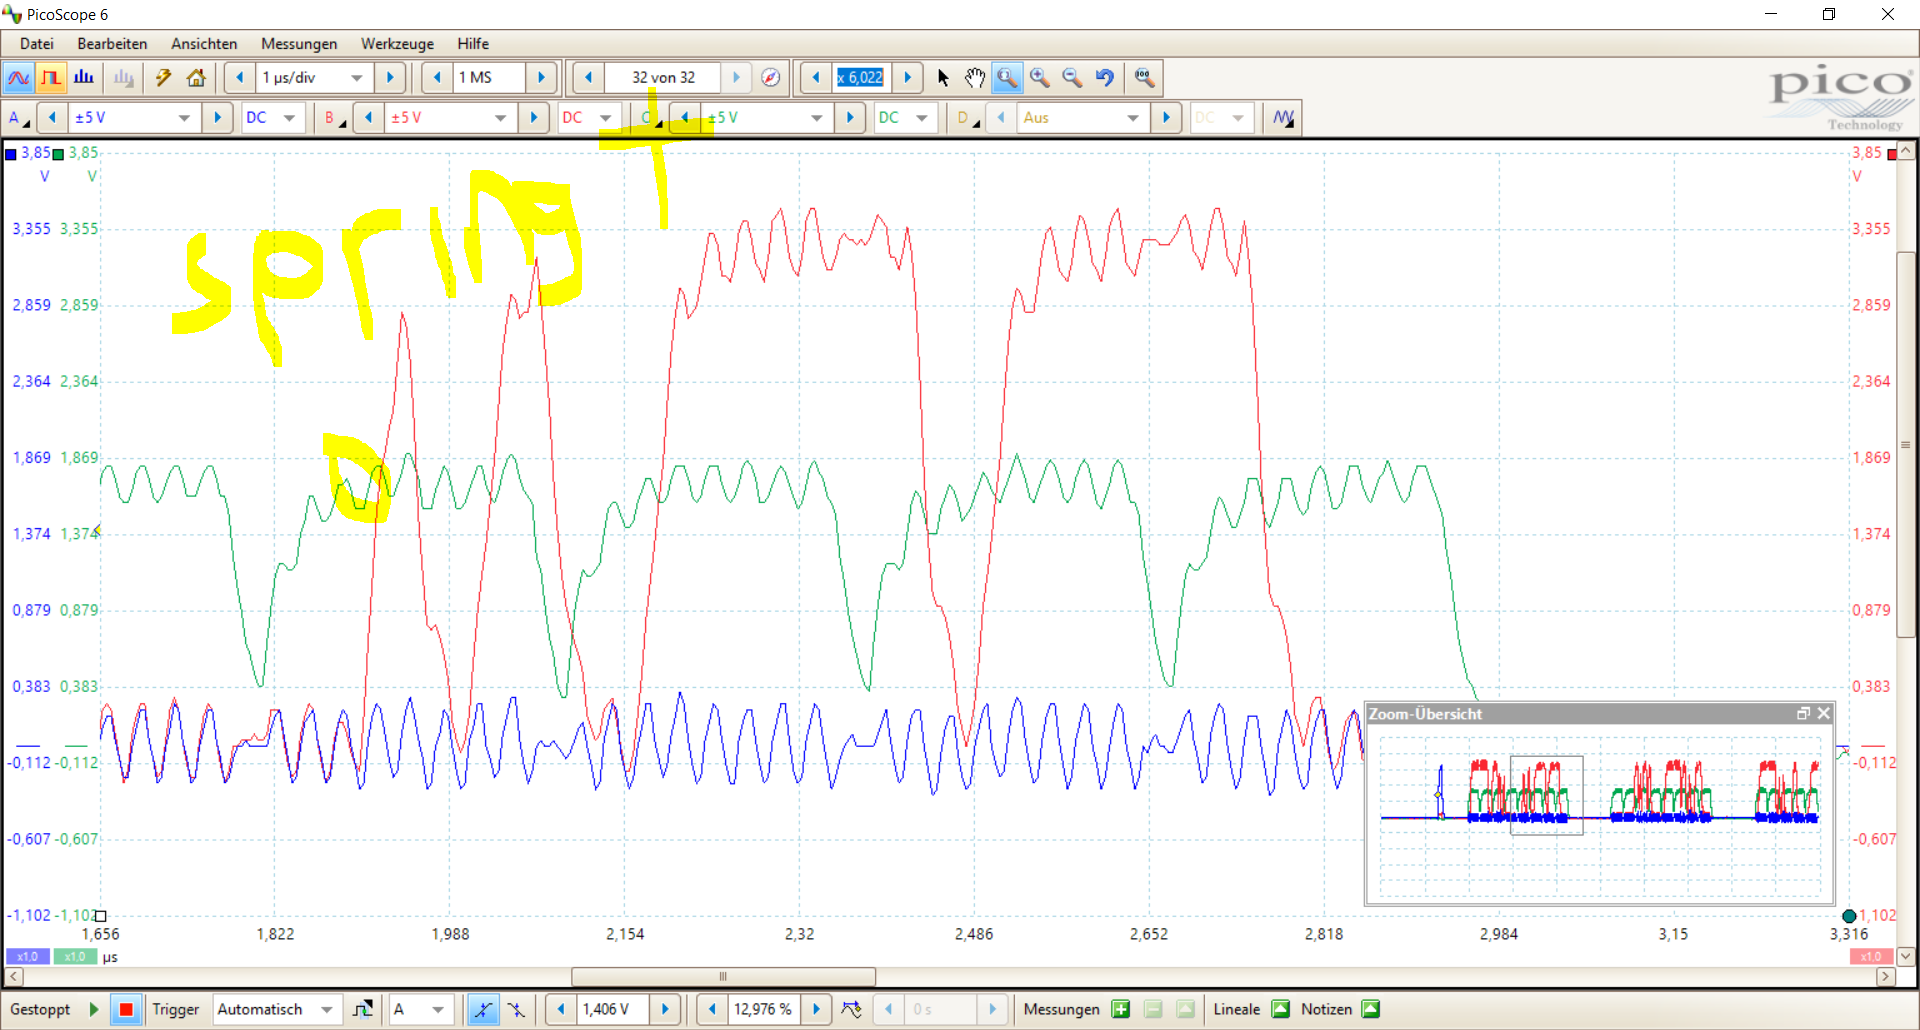 PicoScope 6
Datei Bearbeiten Ansichten Messungen Werkzeuge Hilfe
1 µs/div 1 MS 32 von 32 x 6,022
pico
Technology
A ±5 V DC B ±5 V DC C ±5 V DC D Aus DC
3,85 3,85 3,85
V V V
spring
3,355 3,355 3,355
2,859 2,859 2,859
2,364 2,364 2,364
1,869 1,869 1,869
1,374 1,374 1,374
0,879 0,879 0,879
0,383 0,383 0,383
Zoom-Übersicht
-0,112 -0,112 -0,112
-0,607 -0,607 -0,607
-1,102 -1,102 1,102
1,656 1,822 1,988 2,154 2,32 2,486 2,652 2,818 2,984 3,15 3,316
x1,0 x1,0 µs x1,0
Gestoppt Trigger Automatisch A 1,406 V 12,976 % 0 s Messungen Lineale Notizen